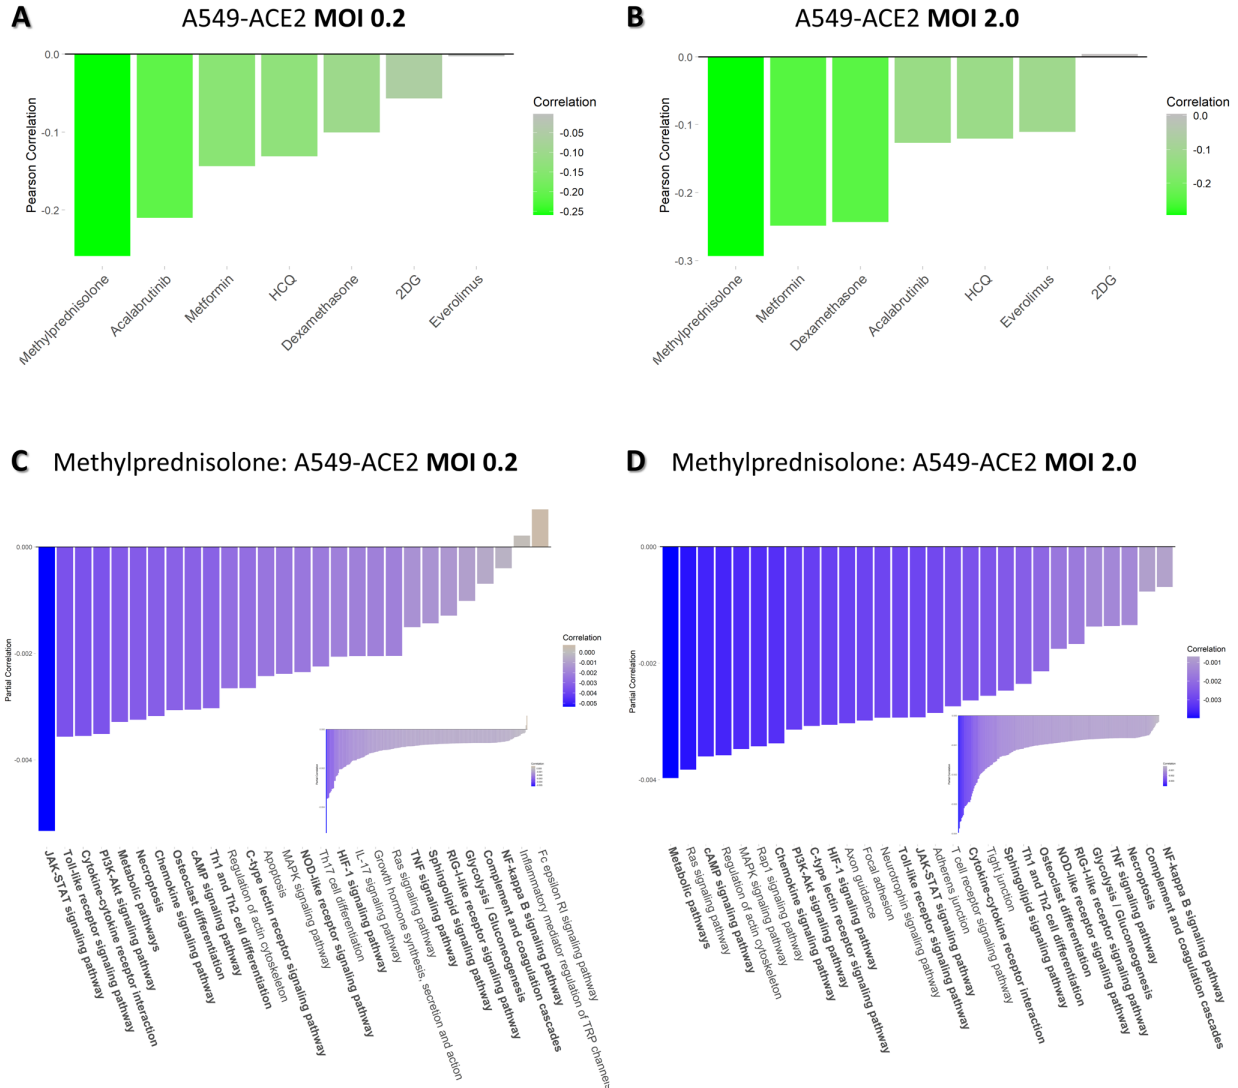 A
A549-ACE2 MOI 0.2
Pearson Correlation
0.0
-0.1
-0.2
Methylprednisolone
Acalabrutinib
Metformin
HCQ
Dexamethasone
2DG
Everolimus
Correlation
-0.05
-0.10
-0.15
-0.20
-0.25
B
A549-ACE2 MOI 2.0
Pearson Correlation
0.0
-0.1
-0.2
-0.3
Methylprednisolone
Metformin
Dexamethasone
Acalabrutinib
HCQ
Everolimus
2DG
Correlation
0.0
-0.1
-0.2
C
Methylprednisolone: A549-ACE2 MOI 0.2
Partial Correlation
0.000
-0.002
-0.004
JAK-STAT signaling pathway
Toll-like receptor signaling pathway
Cytokine-cytokine receptor interaction
PI3K-Akt signaling pathway
Metabolic pathways
Necroptosis
Chemokine signaling pathway
Osteoclast differentiation
cAMP signaling pathway
Th1 and Th2 cell differentiation
Regulation of actin cytoskeleton
C-type lectin receptor signaling pathway
Apoptosis
MAPK signaling pathway
NOD-like receptor signaling pathway
Th17 cell differentiation
HIF-1 signaling pathway
IL-17 signaling pathway
Growth hormone synthesis, secretion and action
Ras signaling pathway
TNF signaling pathway
Sphingolipid signaling pathway
RIG-I-like receptor signaling pathway
Glycolysis / Gluconeogenesis
Complement and coagulation cascades
NF-kappa B signaling pathway
Inflammatory mediator regulation of TRP channels
Fc epsilon RI signaling pathway
Correlation
0.000
-0.001
-0.002
-0.003
-0.004
-0.005
D
Methylprednisolone: A549-ACE2 MOI 2.0
Partial Correlation
0.000
-0.002
-0.004
Metabolic pathways
Ras signaling pathway
cAMP signaling pathway
Regulation of actin cytoskeleton
MAPK signaling pathway
Rap1 signaling pathway
Chemokine signaling pathway
PI3K-Akt signaling pathway
C-type lectin receptor signaling pathway
HIF-1 signaling pathway
Axon guidance
Focal adhesion
Neurotrophin signaling pathway
Toll-like receptor signaling pathway
JAK-STAT signaling pathway
Adherens junction
T cell receptor signaling pathway
Cytokine-cytokine receptor interaction
Tight junction
Sphingolipid signaling pathway
Th1 and Th2 cell differentiation
Osteoclast differentiation
NOD-like receptor signaling pathway
RIG-I-like receptor signaling pathway
Glycolysis / Gluconeogenesis
TNF signaling pathway
Necroptosis
Complement and coagulation cascades
NF-kappa B signaling pathway
Correlation
-0.001
-0.002
-0.003